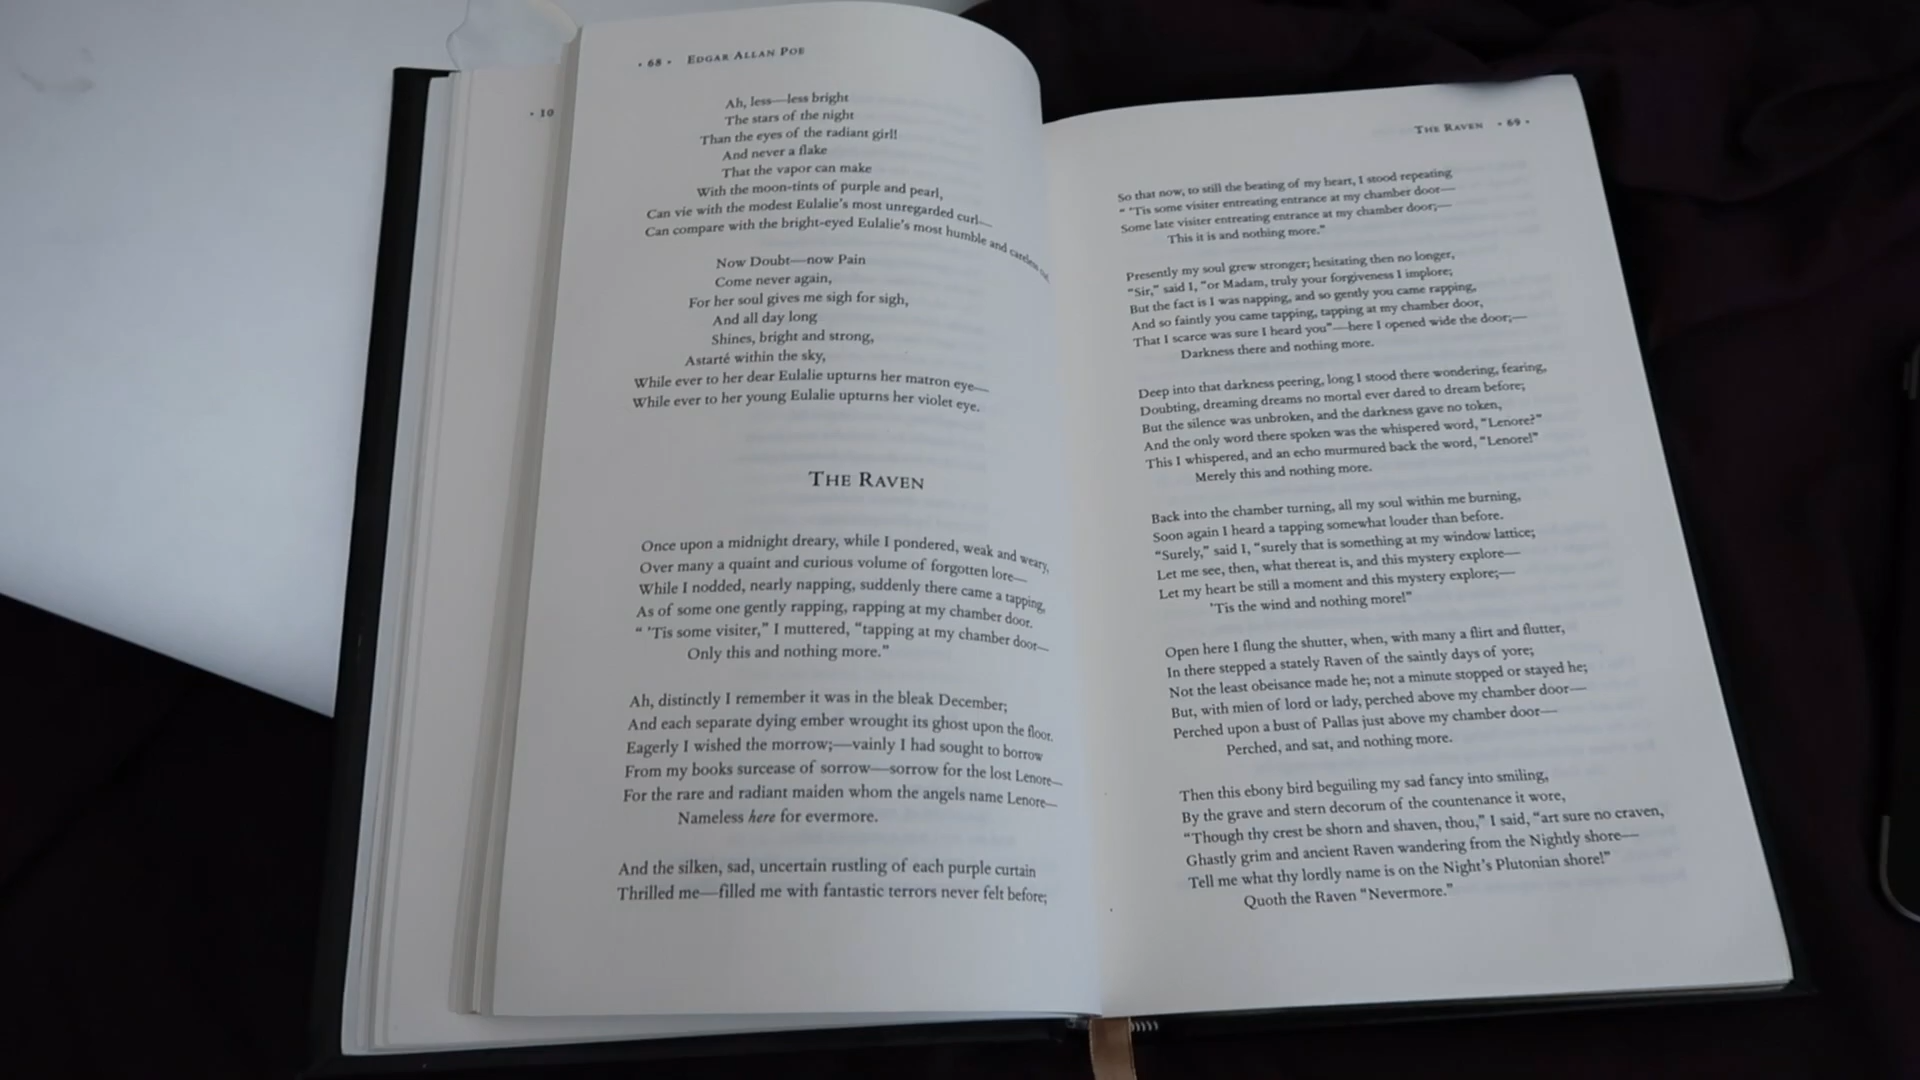 · 10
· 68 · EDGAR ALLAN POE
Ah, less—less bright
The stars of the night
Than the eyes of the radiant girl!
And never a flake
That the vapor can make
With the moon-tints of purple and pearl,
Can vie with the modest Eulalie's most unregarded curl—
Can compare with the bright-eyed Eulalie's most humble and careless
Now Doubt—now Pain
Come never again,
For her soul gives me sigh for sigh,
And all day long
Shines, bright and strong,
Astarté within the sky,
While ever to her dear Eulalie upturns her matron eye—
While ever to her young Eulalie upturns her violet eye.
THE RAVEN
Once upon a midnight dreary, while I pondered, weak and weary,
Over many a quaint and curious volume of forgotten lore—
While I nodded, nearly napping, suddenly there came a tapping,
As of some one gently rapping, rapping at my chamber door.
" 'Tis some visiter," I muttered, "tapping at my chamber door—
Only this and nothing more."
Ah, distinctly I remember it was in the bleak December;
And each separate dying ember wrought its ghost upon the floor.
Eagerly I wished the morrow;—vainly I had sought to borrow
From my books surcease of sorrow—sorrow for the lost Lenore—
For the rare and radiant maiden whom the angels name Lenore—
Nameless here for evermore.
And the silken, sad, uncertain rustling of each purple curtain
Thrilled me—filled me with fantastic terrors never felt before;
THE RAVEN · 69 ·
So that now, to still the beating of my heart, I stood repeating
" 'Tis some visiter entreating entrance at my chamber door—
Some late visiter entreating entrance at my chamber door;—
This it is and nothing more."
Presently my soul grew stronger; hesitating then no longer,
"Sir," said I, "or Madam, truly your forgiveness I implore;
But the fact is I was napping, and so gently you came rapping,
And so faintly you came tapping, tapping at my chamber door,
That I scarce was sure I heard you"—here I opened wide the door;—
Darkness there and nothing more.
Deep into that darkness peering, long I stood there wondering, fearing,
Doubting, dreaming dreams no mortal ever dared to dream before;
But the silence was unbroken, and the darkness gave no token,
And the only word there spoken was the whispered word, "Lenore?"
This I whispered, and an echo murmured back the word, "Lenore!"
Merely this and nothing more.
Back into the chamber turning, all my soul within me burning,
Soon again I heard a tapping somewhat louder than before.
"Surely," said I, "surely that is something at my window lattice;
Let me see, then, what thereat is, and this mystery explore—
Let my heart be still a moment and this mystery explore;—
'Tis the wind and nothing more!"
Open here I flung the shutter, when, with many a flirt and flutter,
In there stepped a stately Raven of the saintly days of yore;
Not the least obeisance made he; not a minute stopped or stayed he;
But, with mien of lord or lady, perched above my chamber door—
Perched upon a bust of Pallas just above my chamber door—
Perched, and sat, and nothing more.
Then this ebony bird beguiling my sad fancy into smiling,
By the grave and stern decorum of the countenance it wore,
"Though thy crest be shorn and shaven, thou," I said, "art sure no craven,
Ghastly grim and ancient Raven wandering from the Nightly shore—
Tell me what thy lordly name is on the Night's Plutonian shore!"
Quoth the Raven "Nevermore."